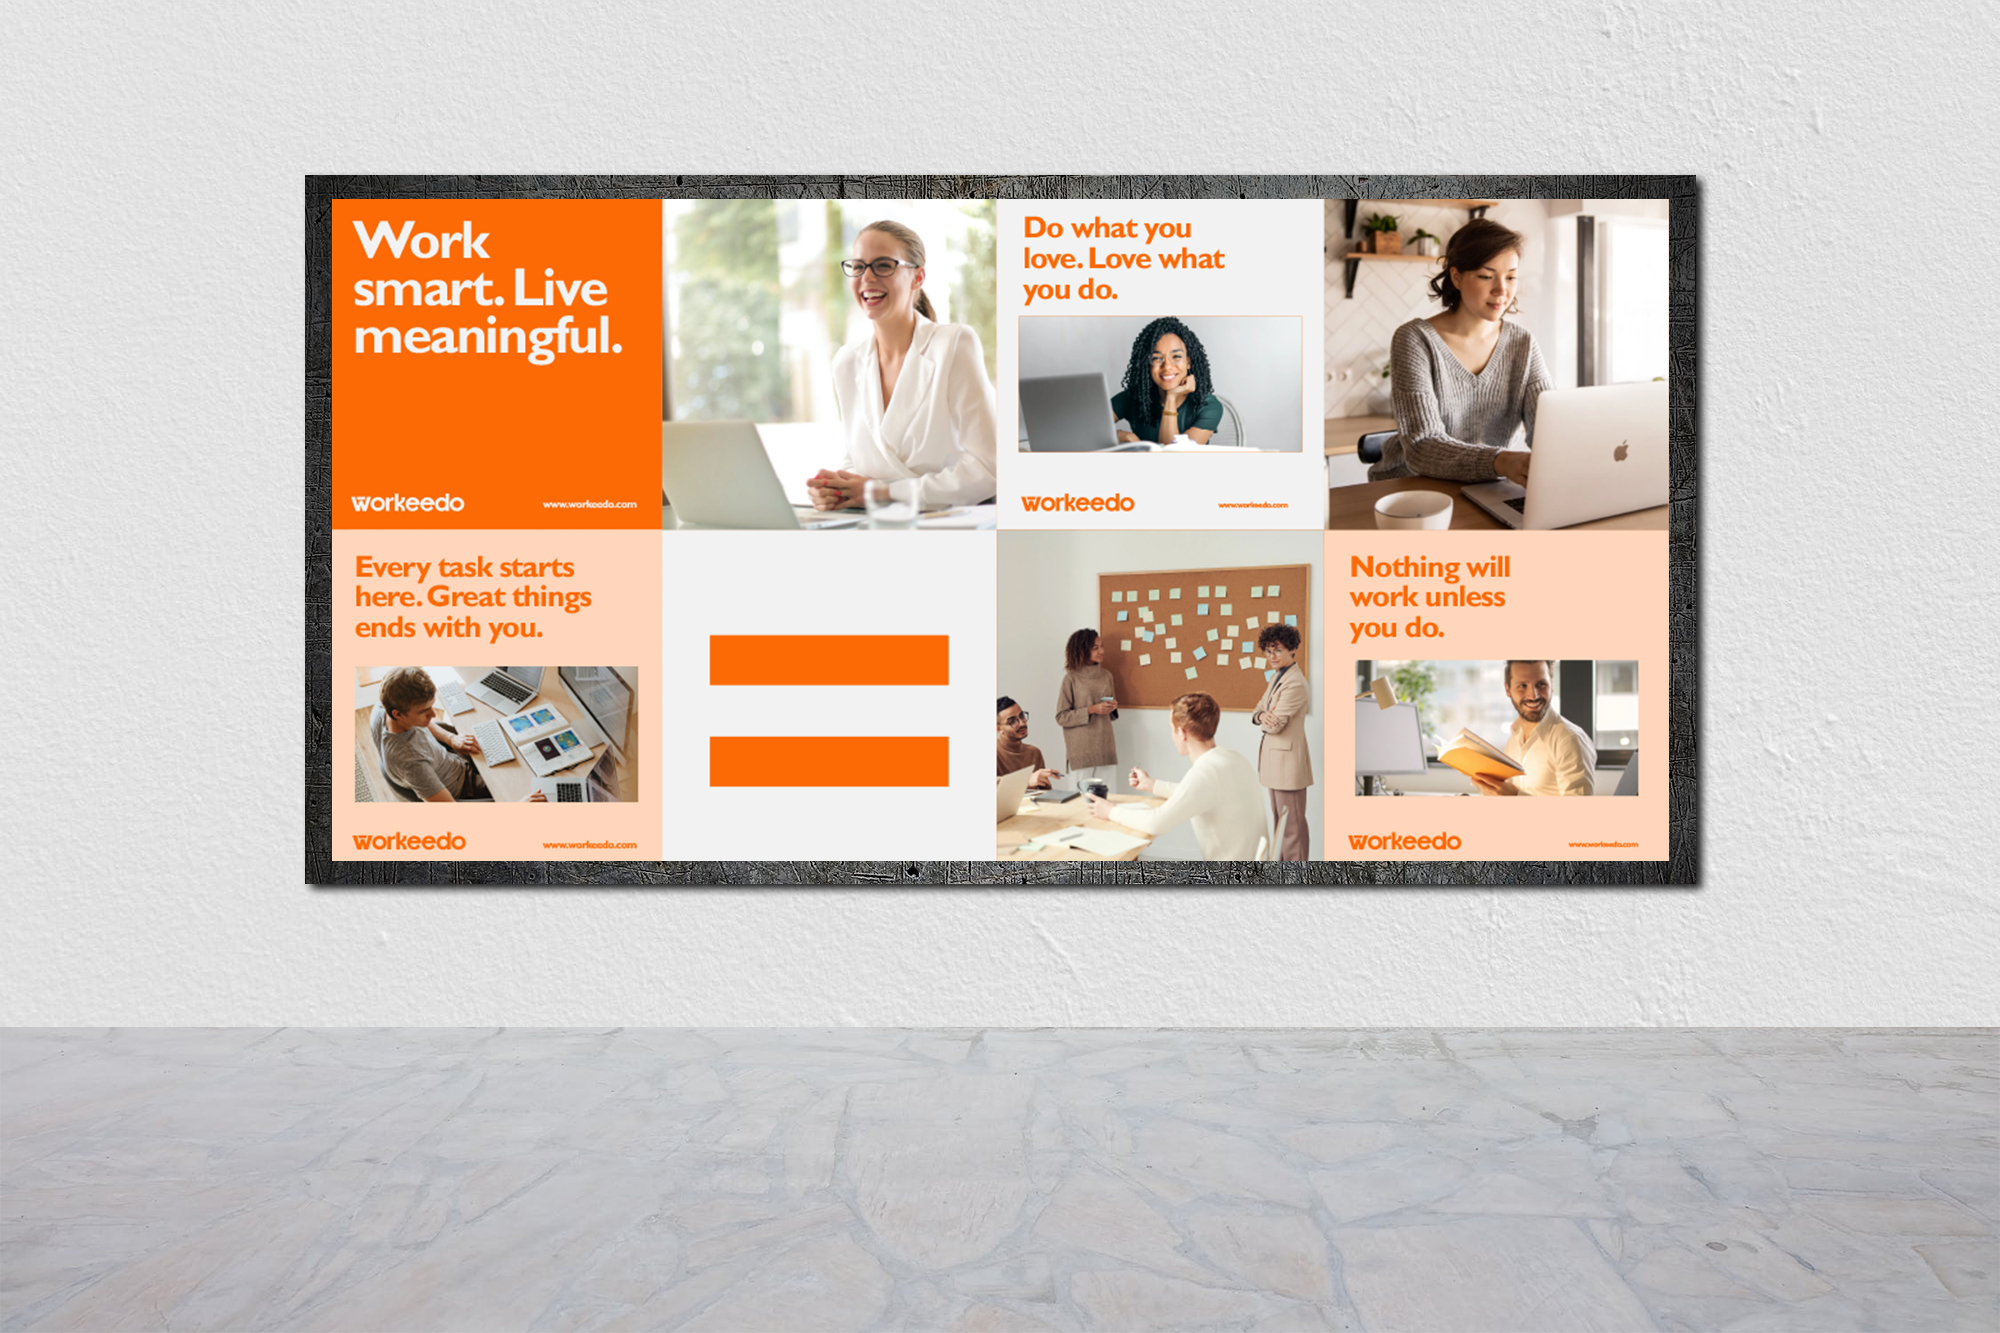 Work
smart. Live
meaningful.
workeedo
www.workeedo.com
Do what you
love. Love what
you do.
workeedo
www.workeedo.com
Every task starts
here. Great things
ends with you.
workeedo
www.workeedo.com
Nothing will
work unless
you do.
workeedo
www.workeedo.com